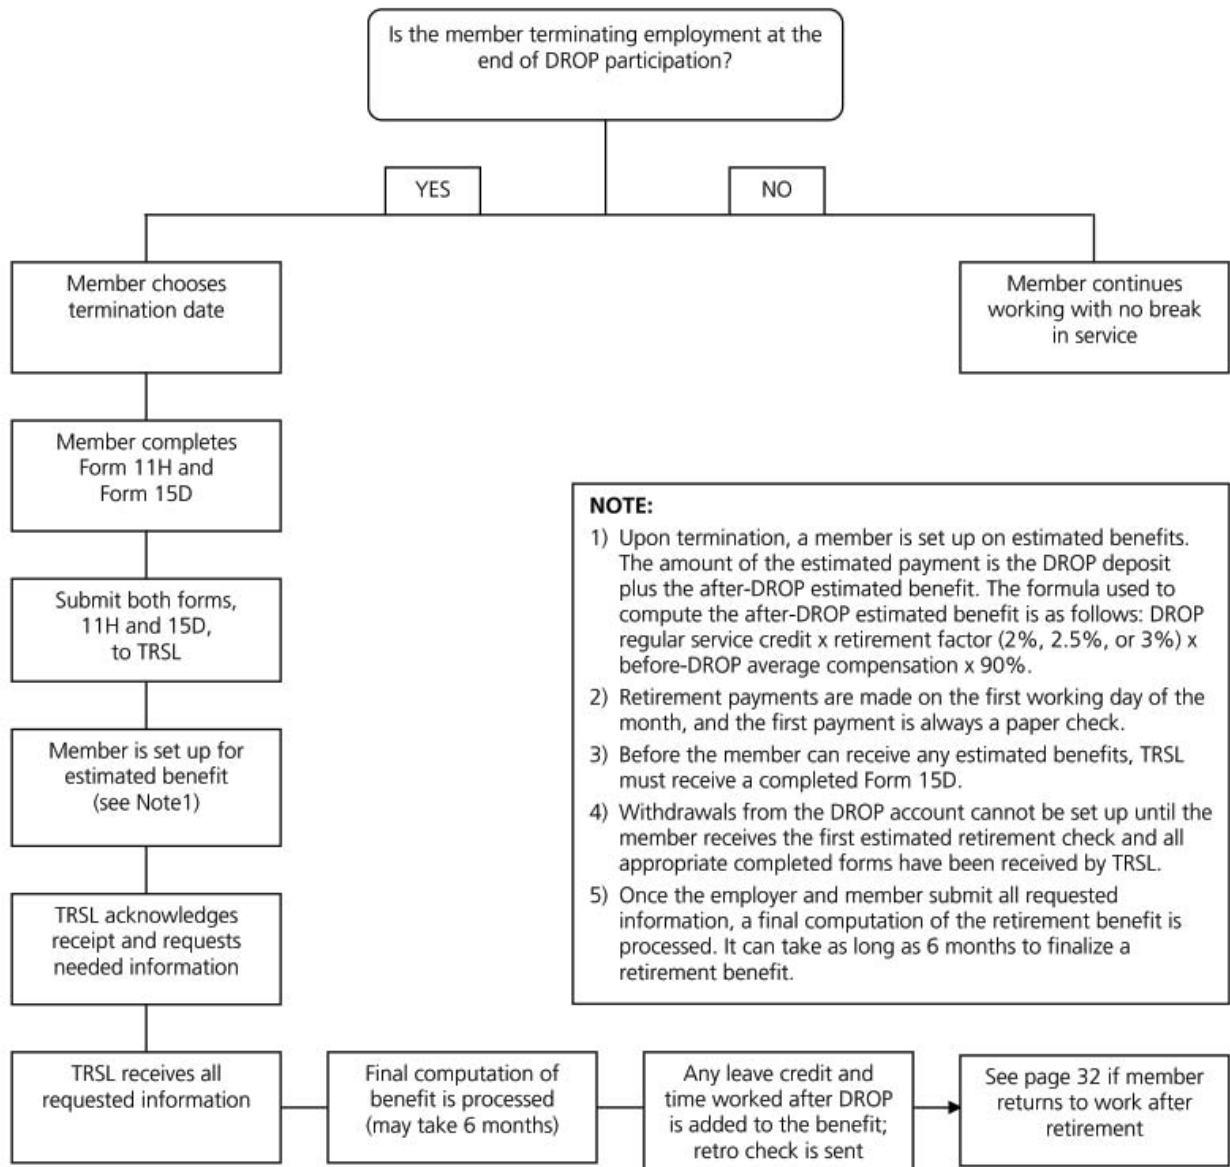 Is the member terminating employment at the
end of DROP participation?
YES
NO
Member chooses
termination date
Member continues
working with no break
in service
Member completes
Form 11H and
Form 15D
Submit both forms,
11H and 15D,
to TRSL
Member is set up for
estimated benefit
(see Note1)
TRSL acknowledges
receipt and requests
needed information
NOTE:
1) Upon termination, a member is set up on estimated benefits.
The amount of the estimated payment is the DROP deposit
plus the after-DROP estimated benefit. The formula used to
compute the after-DROP estimated benefit is as follows: DROP
regular service credit x retirement factor (2%, 2.5%, or 3%) x
before-DROP average compensation x 90%.
2) Retirement payments are made on the first working day of the
month, and the first payment is always a paper check.
3) Before the member can receive any estimated benefits, TRSL
must receive a completed Form 15D.
4) Withdrawals from the DROP account cannot be set up until the
member receives the first estimated retirement check and all
appropriate completed forms have been received by TRSL.
5) Once the employer and member submit all requested
information, a final computation of the retirement benefit is
processed. It can take as long as 6 months to finalize a
retirement benefit.
TRSL receives all
requested information
Final computation of
benefit is processed
(may take 6 months)
Any leave credit and
time worked after DROP
is added to the benefit;
retro check is sent
See page 32 if member
returns to work after
retirement